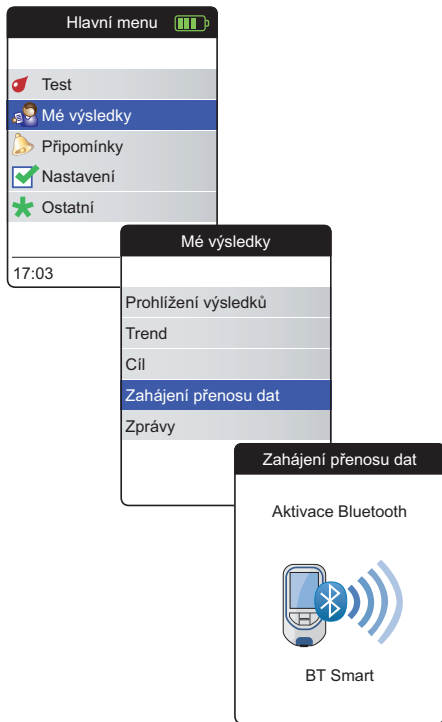 Hlavní menu
Test
Mé výsledky
Připomínky
Nastavení
Ostatní
17:03
Mé výsledky
Prohlížení výsledků
Trend
Cíl
Zahájení přenosu dat
Zprávy
Zahájení přenosu dat
Aktivace Bluetooth
BT Smart